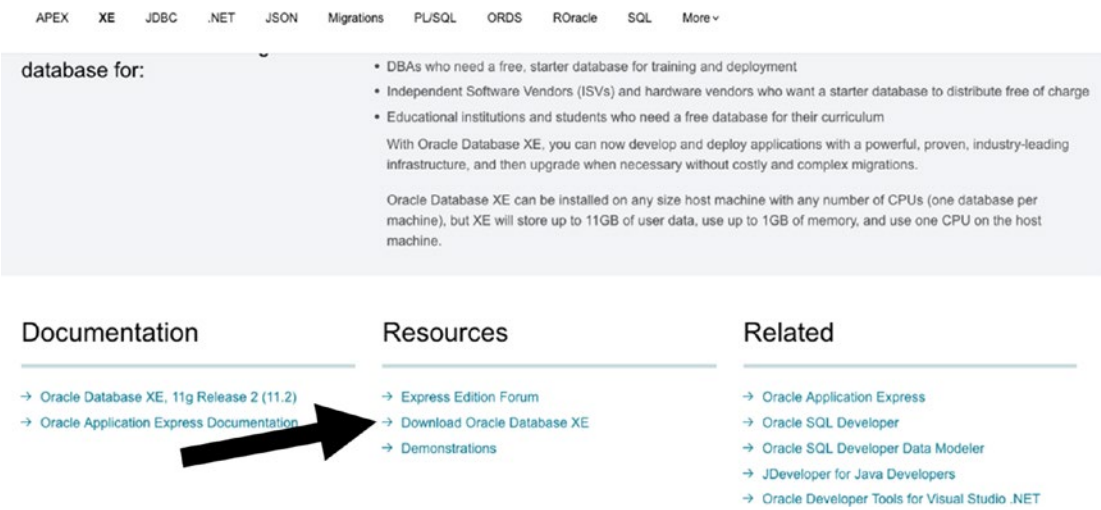 APEX XE JDBC .NET JSON Migrations PL/SQL ORDS ROracle SQL More
database for:
• DBAs who need a free, starter database for training and deployment
• Independent Software Vendors (ISVs) and hardware vendors who want a starter database to distribute free of charge
• Educational institutions and students who need a free database for their curriculum
With Oracle Database XE, you can now develop and deploy applications with a powerful, proven, industry-leading
infrastructure, and then upgrade when necessary without costly and complex migrations.
Oracle Database XE can be installed on any size host machine with any number of CPUs (one database per
machine), but XE will store up to 11GB of user data, use up to 1GB of memory, and use one CPU on the host
machine.
Documentation
→ Oracle Database XE, 11g Release 2 (11.2)
→ Oracle Application Express Documentation
Resources
→ Express Edition Forum
→ Download Oracle Database XE
→ Demonstrations
Related
→ Oracle Application Express
→ Oracle SQL Developer
→ Oracle SQL Developer Data Modeler
→ JDeveloper for Java Developers
→ Oracle Developer Tools for Visual Studio .NET